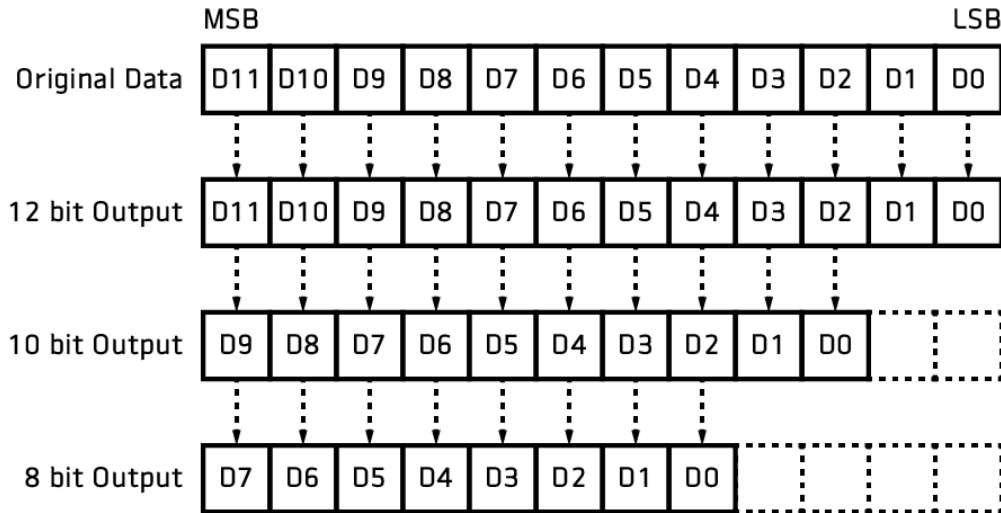 MSB LSB
Original Data D11 D10 D9 D8 D7 D6 D5 D4 D3 D2 D1 D0
12 bit Output D11 D10 D9 D8 D7 D6 D5 D4 D3 D2 D1 D0
10 bit Output D9 D8 D7 D6 D5 D4 D3 D2 D1 D0
8 bit Output D7 D6 D5 D4 D3 D2 D1 D0